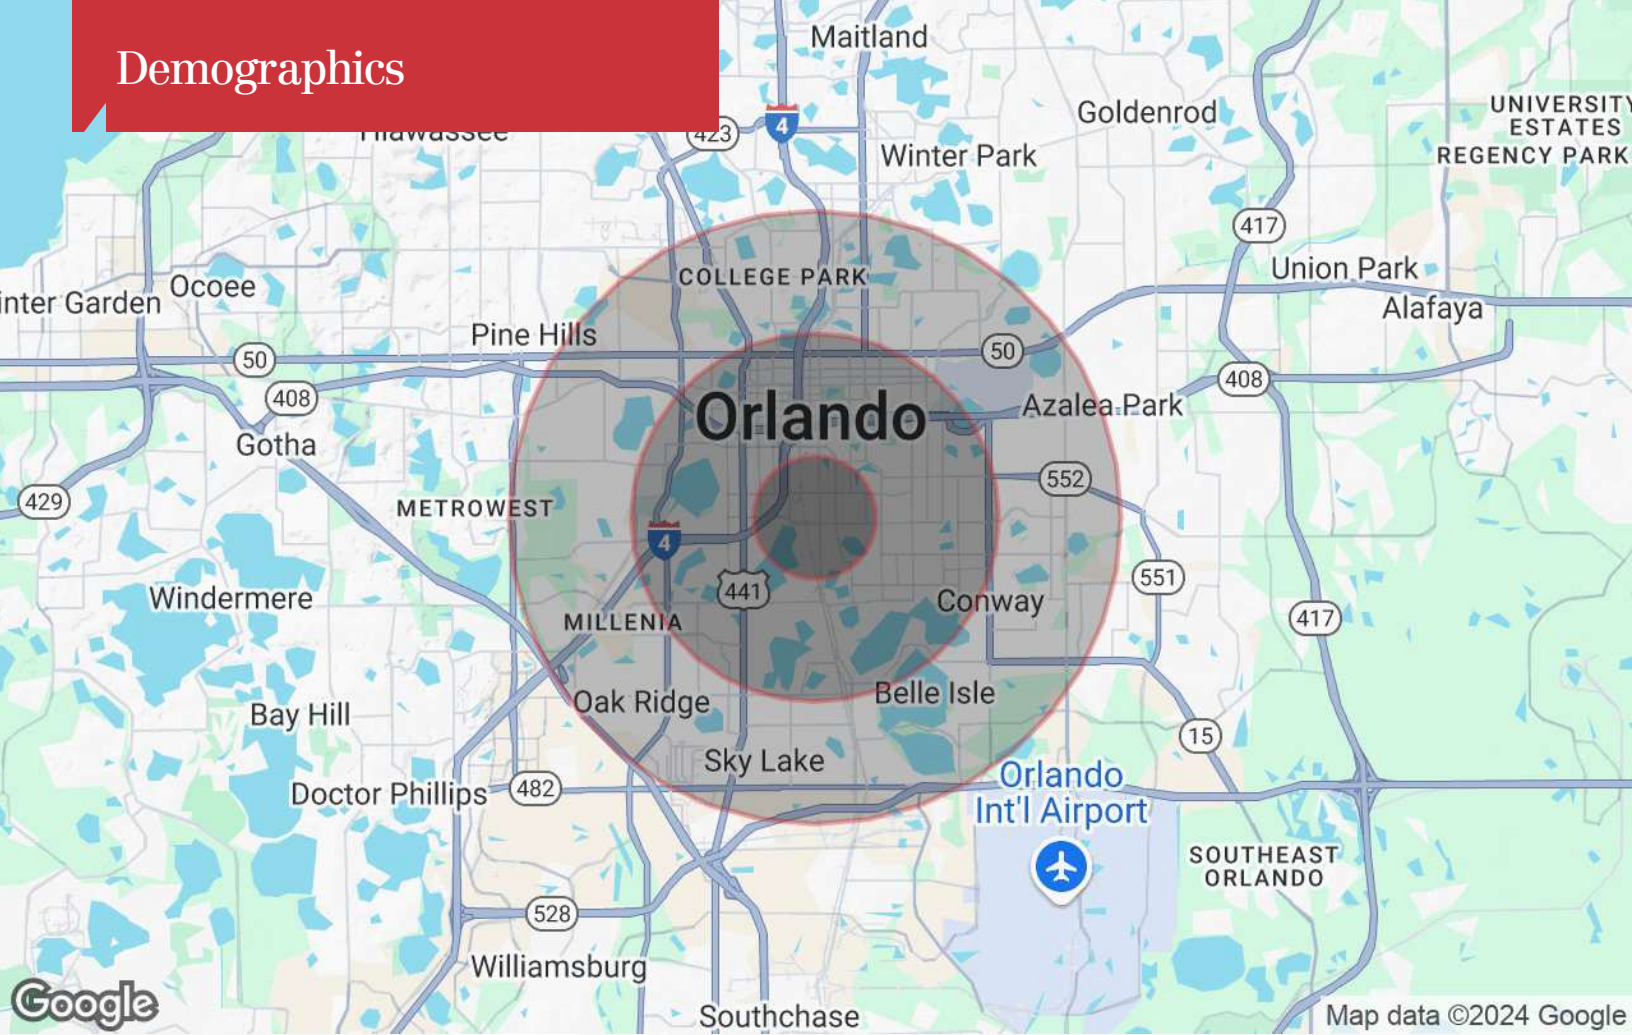 Demographics
Maitland
Goldenrod
UNIVERSITY
ESTATES
REGENCY PARK
Hiawassee
423
4
Winter Park
417
COLLEGE PARK
Union Park
Ocoee
inter Garden
Alafaya
Pine Hills
50
50
408
408
Orlando
Azalea Park
Gotha
552
429
METROWEST
4
441
551
Windermere
Conway
417
MILLENIA
Oak Ridge
Belle Isle
Bay Hill
15
Sky Lake
Orlando
Int'l Airport
Doctor Phillips
482
SOUTHEAST
ORLANDO
528
Williamsburg
Google
Southchase
Map data ©2024 Google